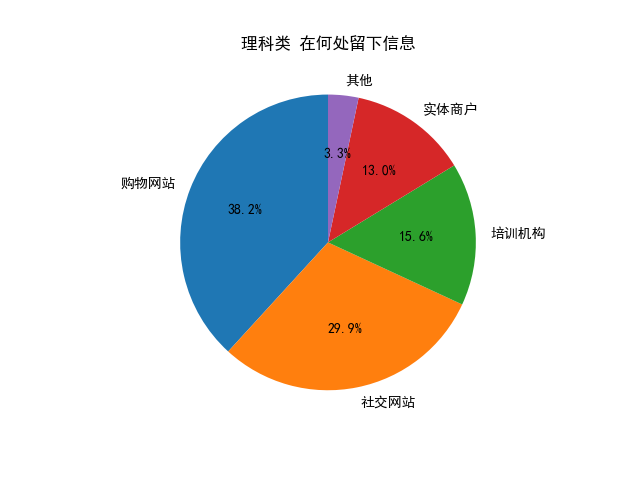 理科类 在何处留下信息
其他
实体商户
3.3%
13.0%
购物网站
38.2%
15.6%
培训机构
29.9%
社交网站